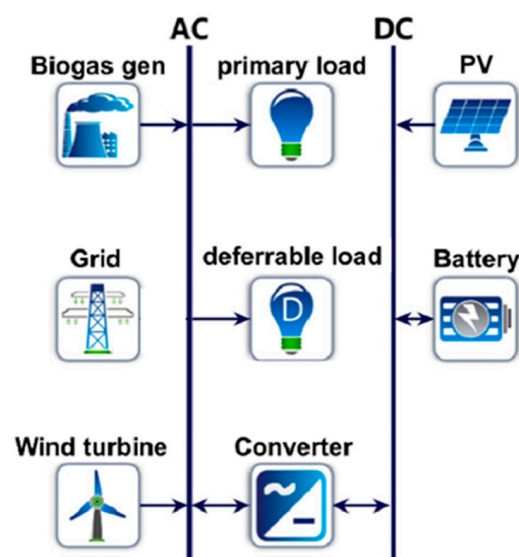 AC DC
Biogas gen primary load PV
Grid deferrable load Battery
D
Wind turbine Converter